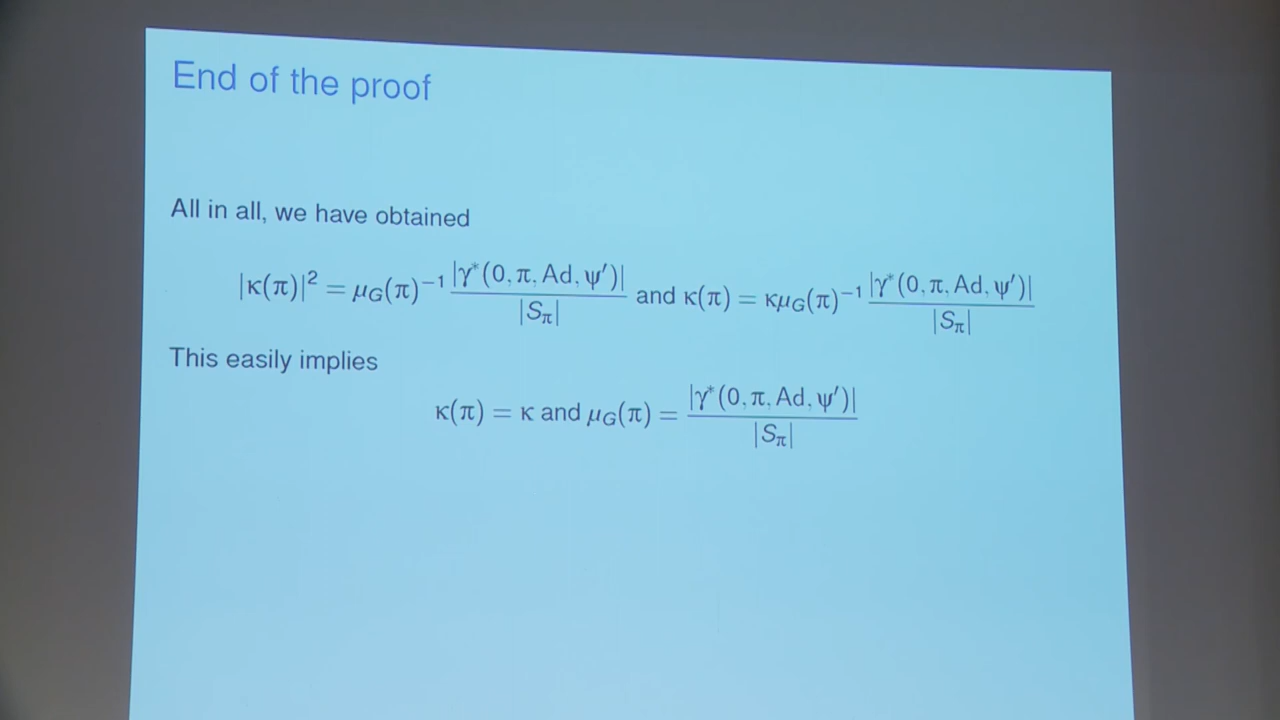 End of the proof
All in all, we have obtained
|κ(π)|² = μ_G(π)⁻¹ |γ*(0, π, Ad, ψ′)| / |S_π| and κ(π) = κμ_G(π)⁻¹ |γ*(0, π, Ad, ψ′)| / |S_π|
This easily implies
κ(π) = κ and μ_G(π) = |γ*(0, π, Ad, ψ′)| / |S_π|